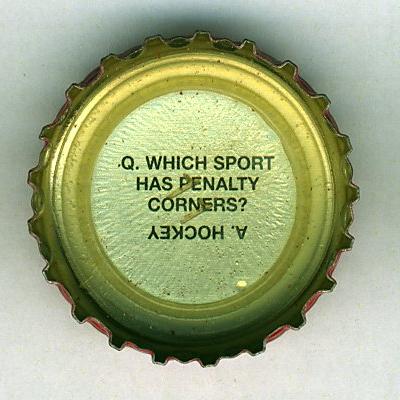 Q. WHICH SPORT
HAS PENALTY
CORNERS?
A. HOCKEY